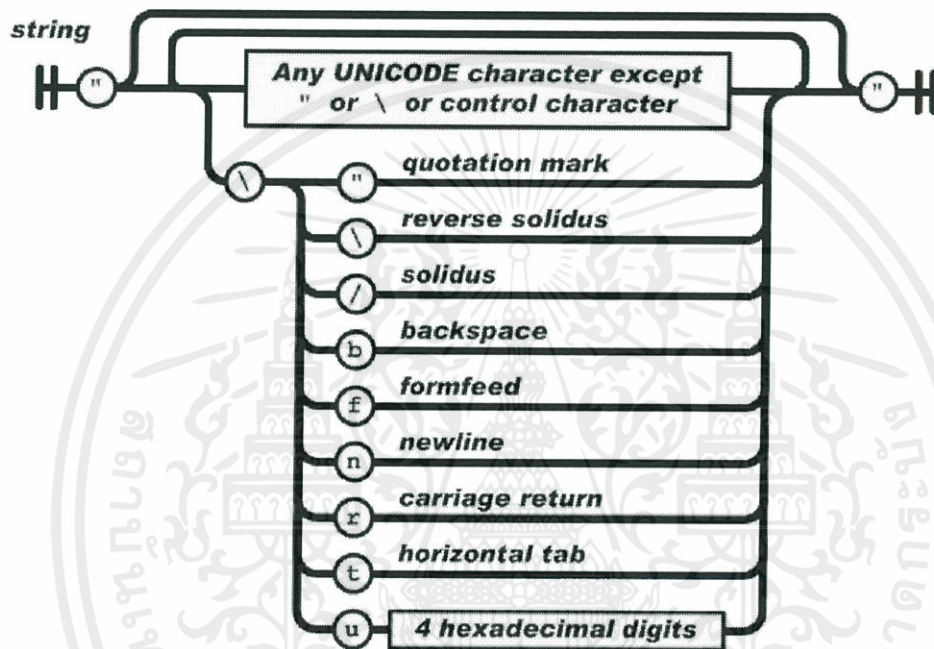 string
" Any UNICODE character except "
" or \ or control character
\ " quotation mark
\ reverse solidus
/ solidus
b backspace
f formfeed
n newline
r carriage return
t horizontal tab
u 4 hexadecimal digits